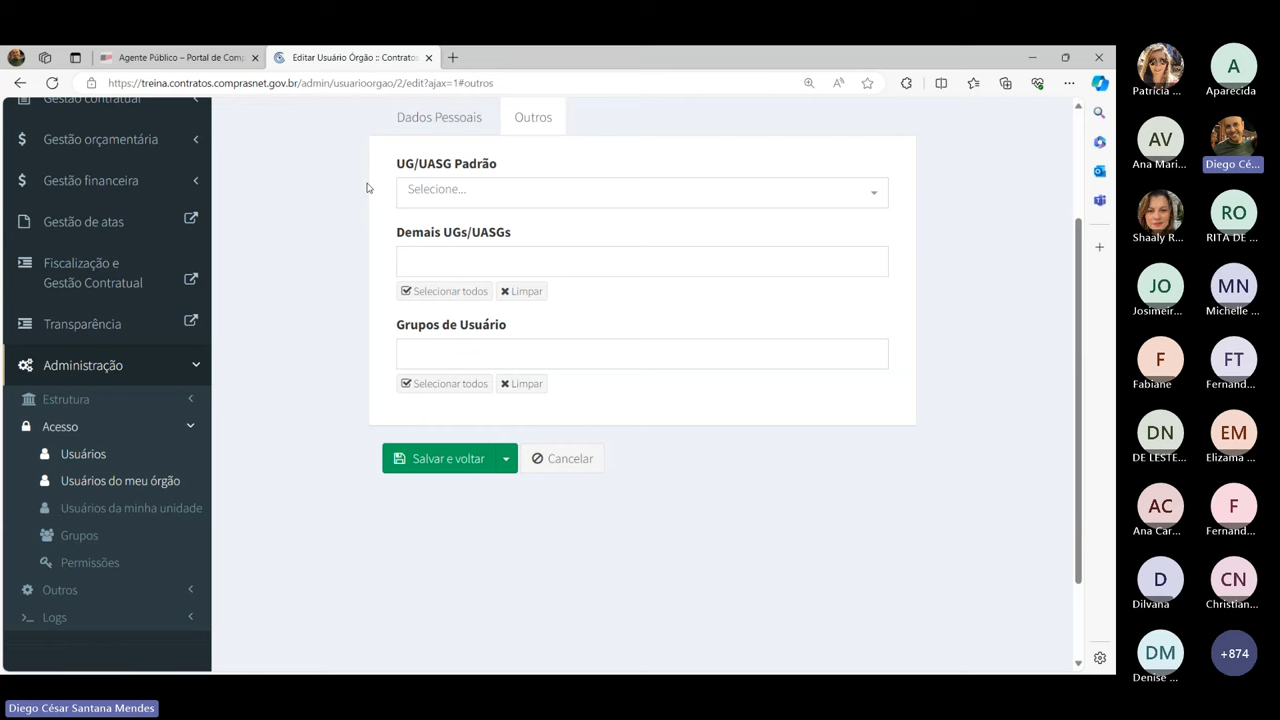 Agente Público – Portal de Comp
Editar Usuário Órgão :: Contratos
https://treina.contratos.comprasnet.gov.br/admin/usuarioorgao/2/edit?ajax=1#outros
Gestão contratual
Gestão orçamentária
Gestão financeira
Gestão de atas
Fiscalização e
Gestão Contratual
Transparência
Administração
Estrutura
Acesso
Usuários
Usuários do meu órgão
Usuários da minha unidade
Grupos
Permissões
Outros
Logs
Dados Pessoais
Outros
UG/UASG Padrão
Selecione...
Demais UGs/UASGs
Selecionar todos
Limpar
Grupos de Usuário
Selecionar todos
Limpar
Salvar e voltar
Cancelar
Patricia ...
A
Aparecida
AV
Ana Mari...
Diego Cé...
Shaaly R...
RO
RITA DE ...
JO
Josimeir...
MN
Michelle ...
F
Fabiane
FT
Fernand...
DN
DE LESTE...
EM
Elizama ...
AC
Ana Car...
F
Fernand...
D
Dilvana
CN
Christian...
DM
Denise ...
+874
Diego César Santana Mendes